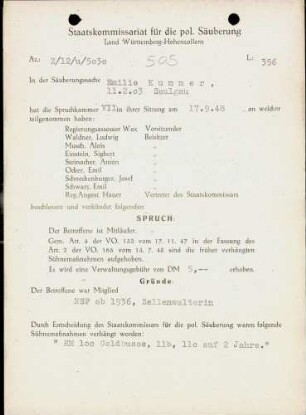 Staatskommissariat für die pol. Säuberung
Land Württemberg-Hohenzollern
Az: 2/12/u/5o3o 505 L: 356
In der Säuberungssache Emilie Kummer,
11.2.03 Saulgau
hat die Spruchkammer VII in ihrer Sitzung am 17.9.48 , an welcher
teilgenommen haben:
Regierungsassessor Wex Vorsitzender
Waldner, Ludwig Beisitzer
Musch, Alois "
Einstein, Sigbert "
Steinacher, Anton "
Ocker, Emil "
Schneckenburger, Josef "
Schwarz, Emil "
Reg.August Hauer Vertreter des Staatskommissars
beschlossen und verkündet folgenden
SPRUCH:
Der Betroffene ist Mitläufer.
Gem. Art. 4 der VO. 133 vom 17. 11. 47 in der Fassung des
Art. 2 der VO. 165 vom 13. 7. 48 sind die früher verhängten
Sühnemaßnahmen aufgehoben.
Es wird eine Verwaltungsgebühr von DM 5,-- erhoben.
Gründe.
Der Betroffene war Mitglied
NSF ab 1936, Zellenwalterin
Durch Entscheidung des Staatskommissars für die pol. Säuberung waren folgende
Sühnemaßnahmen verhängt worden:
" RM 1oo Geldbusse, 11b, 11c auf 2 Jahre."